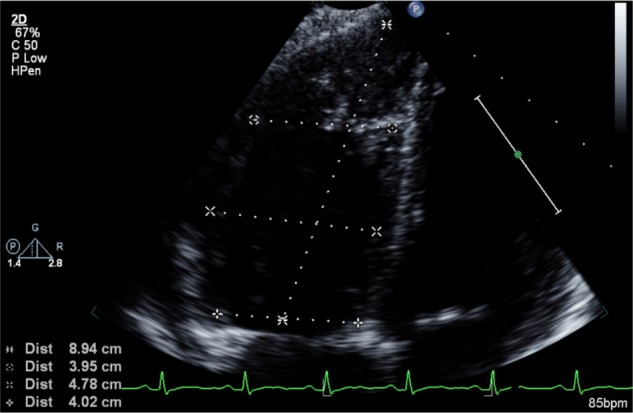 2D
67%
C 50
P Low
HPen
P
G
P R
1.4 2.8
Dist 8.94 cm
Dist 3.95 cm
Dist 4.78 cm
Dist 4.02 cm
85bpm